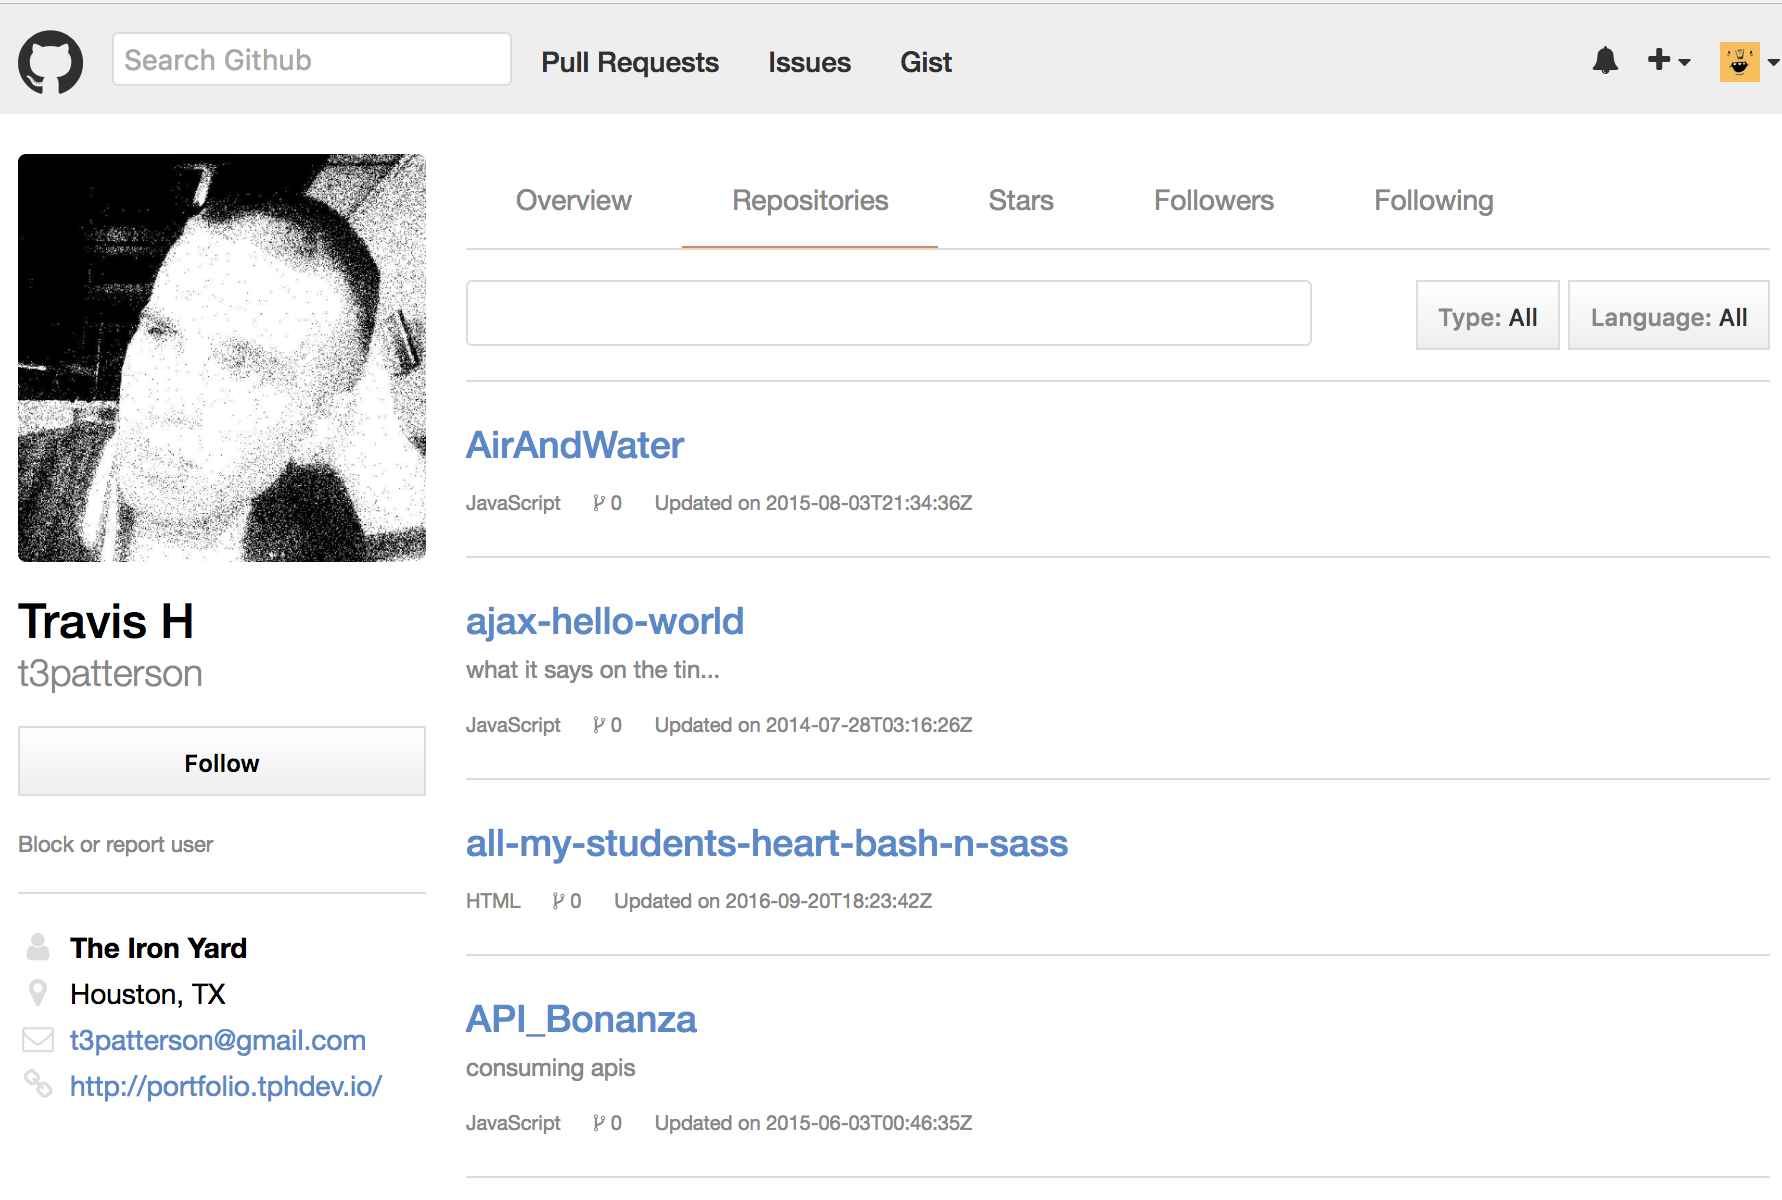 Search Github
Pull Requests Issues Gist
Overview Repositories Stars Followers Following
Type: All Language: All
AirAndWater
JavaScript 0 Updated on 2015-08-03T21:34:36Z
ajax-hello-world
what it says on the tin...
JavaScript 0 Updated on 2014-07-28T03:16:26Z
all-my-students-heart-bash-n-sass
HTML 0 Updated on 2016-09-20T18:23:42Z
API_Bonanza
consuming apis
JavaScript 0 Updated on 2015-06-03T00:46:35Z
Travis H
t3patterson
Follow
Block or report user
The Iron Yard
Houston, TX
t3patterson@gmail.com
http://portfolio.tphdev.io/